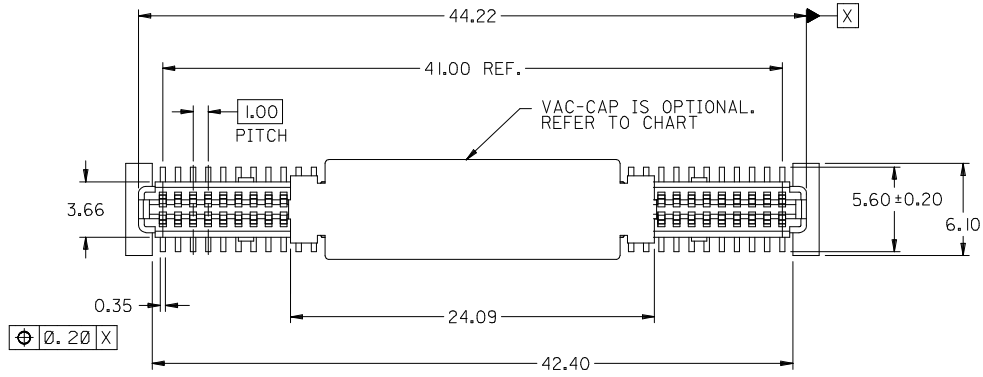 44.22
X
41.00 REF.
1.00
PITCH
VAC-CAP IS OPTIONAL.
REFER TO CHART
3.66
5.60±0.20
6.10
0.35
24.09
⌖ 0.20 X
42.40